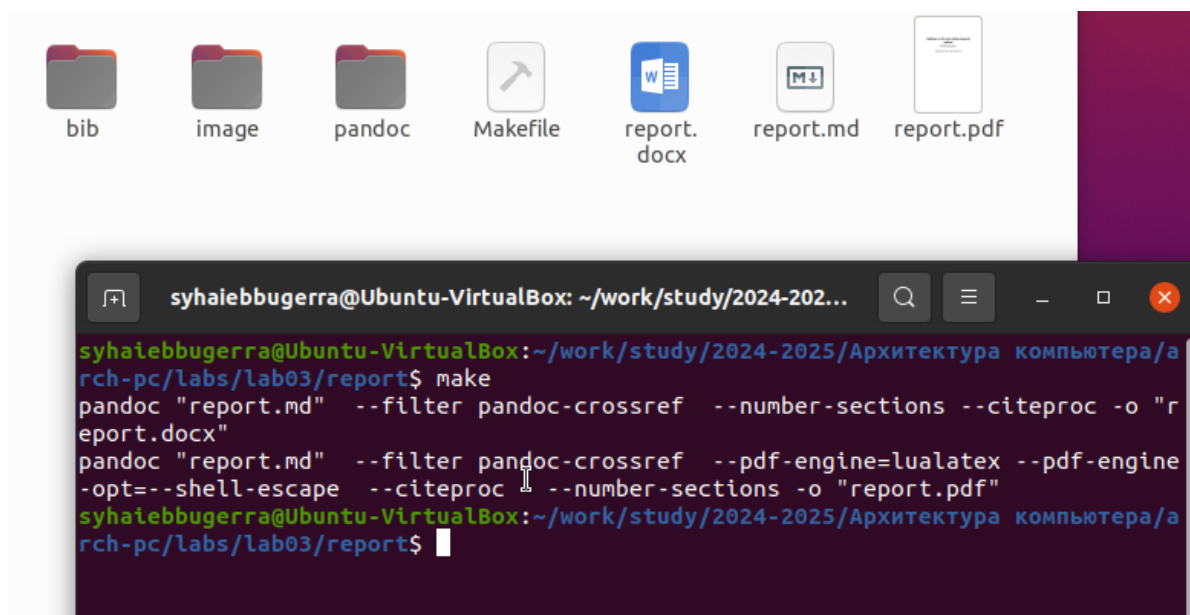 bib
image
pandoc
Makefile
report.
docx
report.md
report.pdf
syhaiebbugerra@Ubuntu-VirtualBox: ~/work/study/2024-202...
syhaiebbugerra@Ubuntu-VirtualBox:~/work/study/2024-2025/Архитектура компьютера/a
rch-pc/labs/lab03/report$ make
pandoc "report.md"  --filter pandoc-crossref  --number-sections --citeproc -o "r
eport.docx"
pandoc "report.md"  --filter pandoc-crossref  --pdf-engine=lualatex --pdf-engine
-opt=--shell-escape  --citeproc  --number-sections -o "report.pdf"
syhaiebbugerra@Ubuntu-VirtualBox:~/work/study/2024-2025/Архитектура компьютера/a
rch-pc/labs/lab03/report$